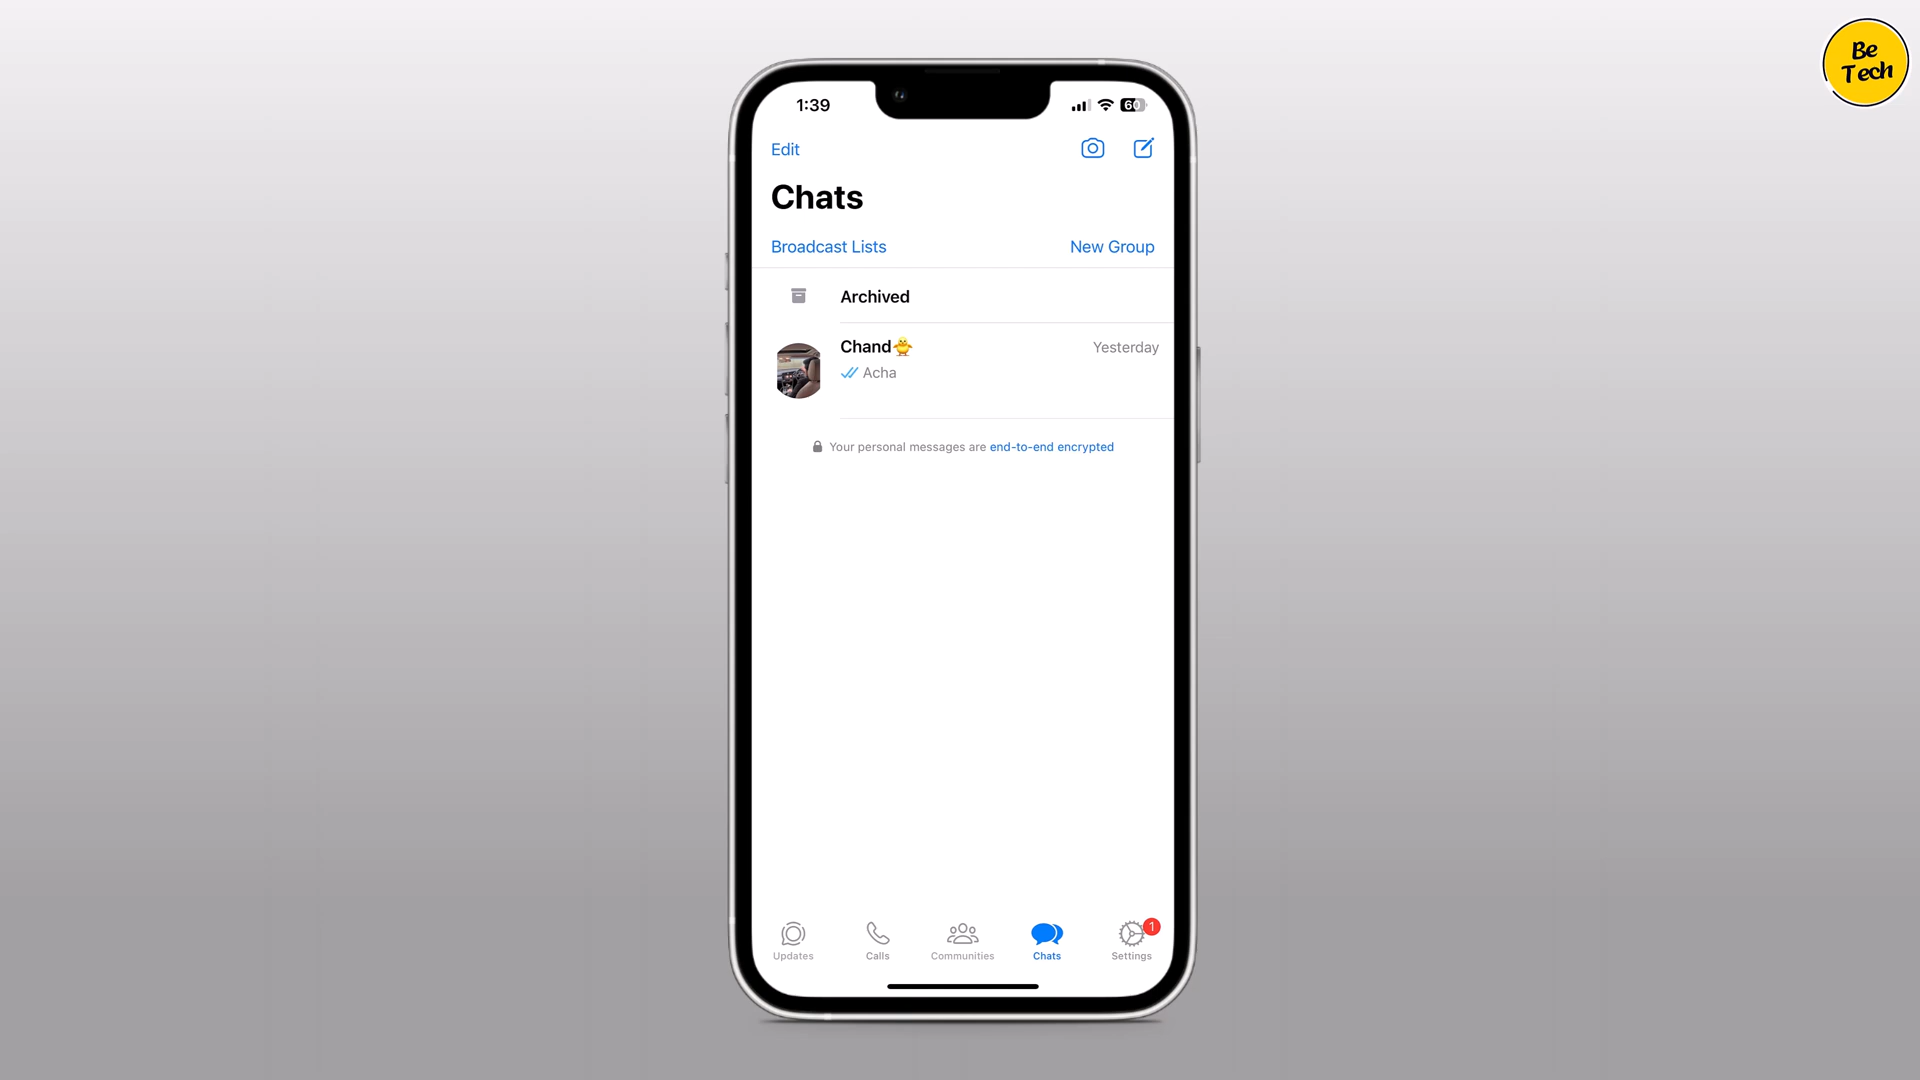 Be
Tech
1:39
60
Edit
Chats
Broadcast Lists
New Group
Archived
Chand🐥
Yesterday
Acha
Your personal messages are end-to-end encrypted
1
Updates
Calls
Communities
Chats
Settings